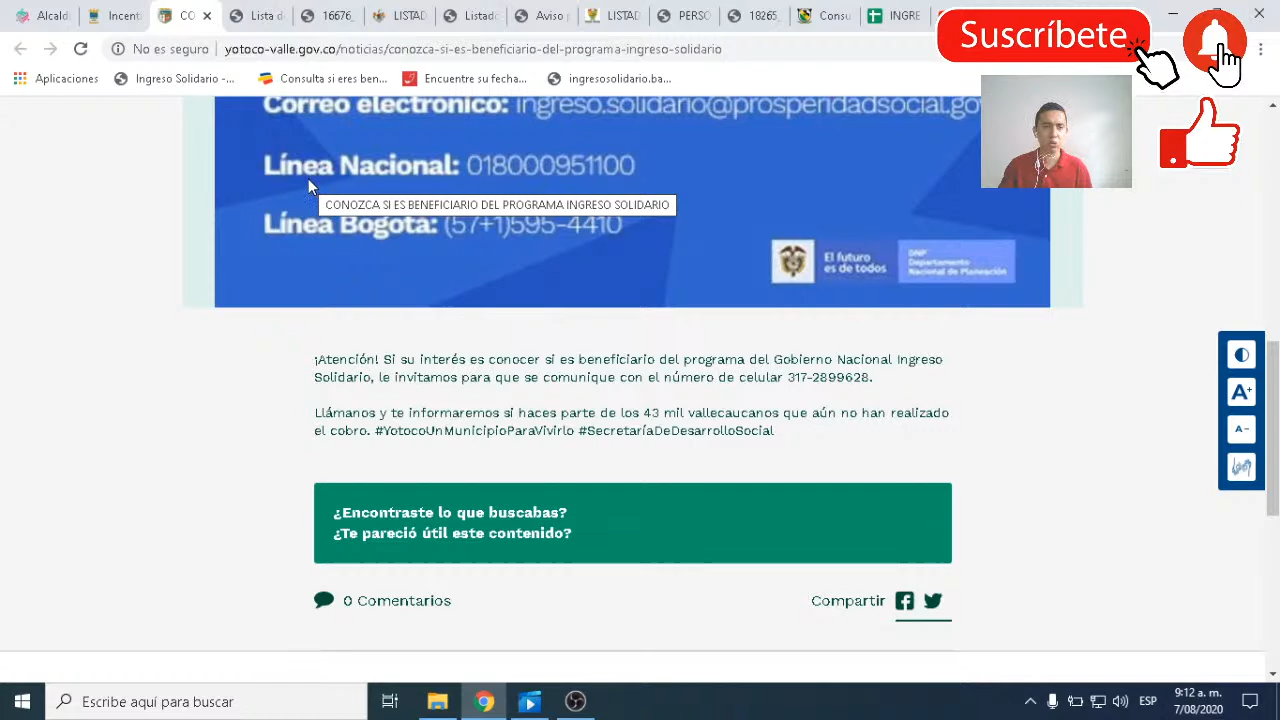 Alcald
Incent
CO
Lista d
16676_
LISTAD
Listado
Aviso p
LISTAD
PERSO
18265_
Consu
INGRE
No es seguro
yotoco-valle.gov.co/noticias/conozca-si-es-beneficiario-del-programa-ingreso-solidario
Suscríbete
Aplicaciones
Ingreso Solidario -...
Consulta si eres ben...
Encuentre su fecha...
ingresosolidario.ba...
Correo electrónico: ingreso.solidario@prosperidadsocial.go
Línea Nacional: 018000951100
CONOZCA SI ES BENEFICIARIO DEL PROGRAMA INGRESO SOLIDARIO
Línea Bogotá: (57+1)595-4410
El futuro
es de todos
DNP
Departamento
Nacional de Planeación
¡Atención! Si su interés es conocer si es beneficiario del programa del Gobierno Nacional Ingreso
Solidario, le invitamos para que se comunique con el número de celular 317-2899628.
Llámanos y te informaremos si haces parte de los 43 mil vallecaucanos que aún no han realizado
el cobro. #YotocoUnMunicipioParaVivirlo #SecretaríaDeDesarrolloSocial
A+
A-
¿Encontraste lo que buscabas?
¿Te pareció útil este contenido?
0 Comentarios
Compartir
Escribe aquí para buscar
ESP
9:12 a. m.
7/08/2020